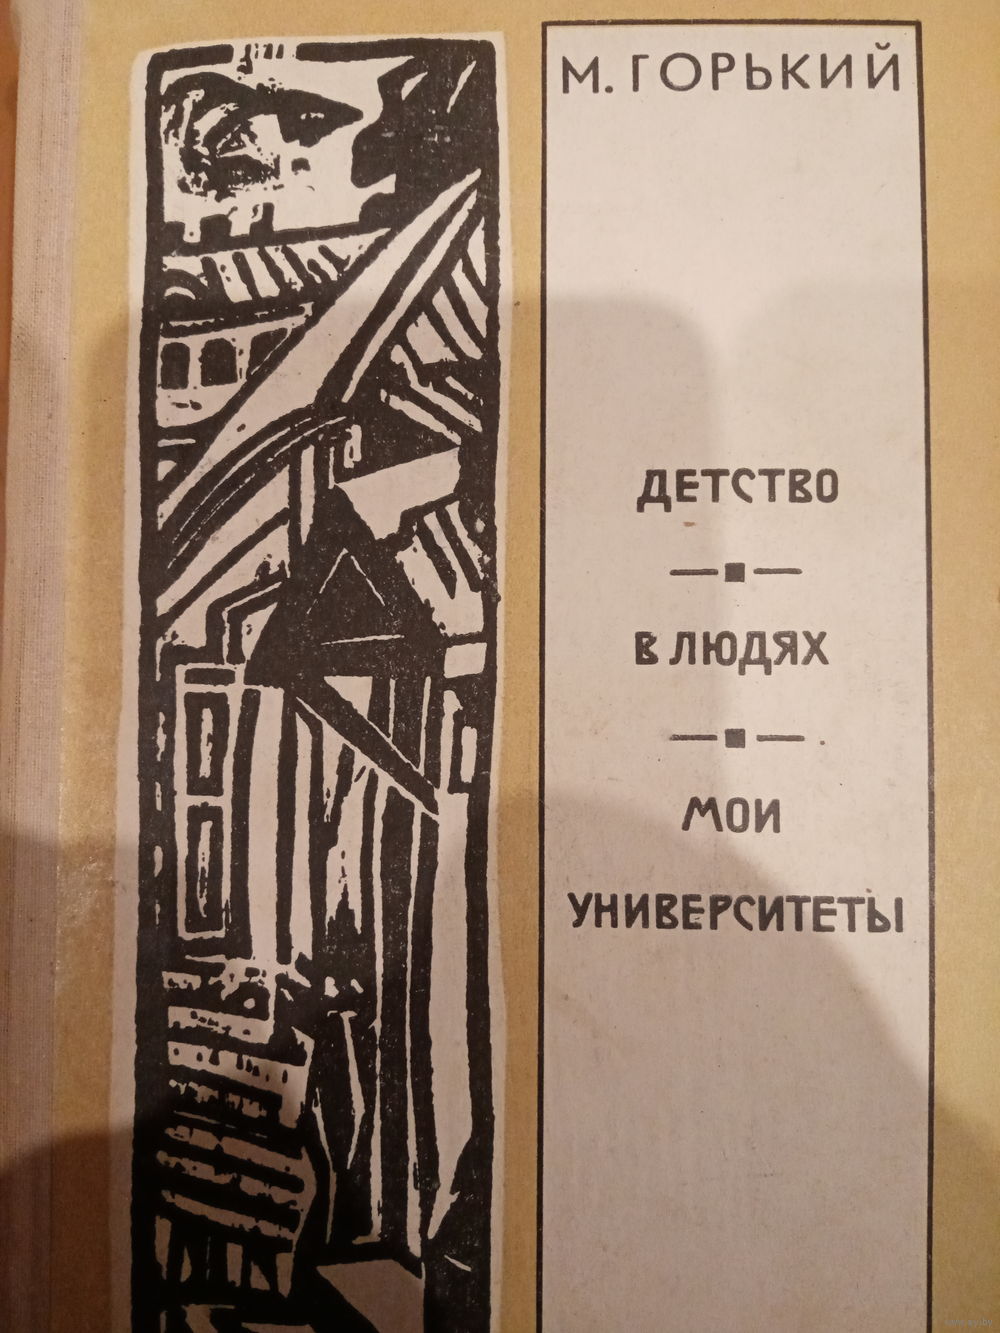 М. ГОРЬКИЙ
ДЕТСТВО
В ЛЮДЯХ
МОИ
УНИВЕРСИТЕТЫ